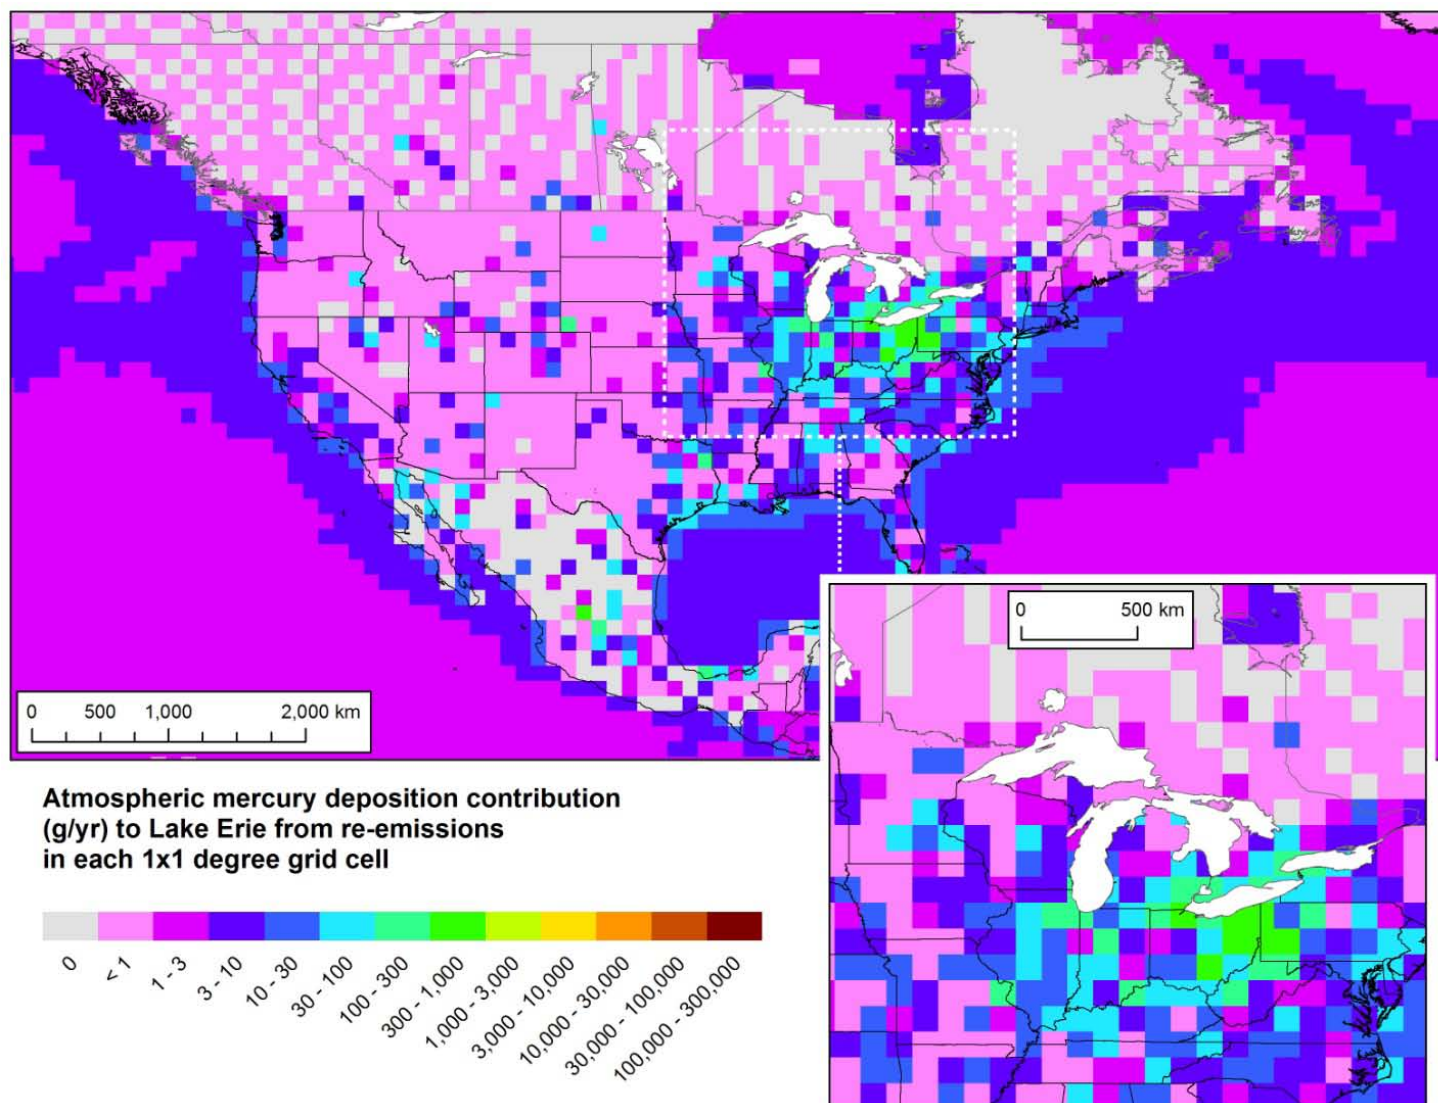 0 500 km
0 500 1,000 2,000 km
Atmospheric mercury deposition contribution
(g/yr) to Lake Erie from re-emissions
in each 1x1 degree grid cell
0
< 1
1 - 3
3 - 10
10 - 30
30 - 100
100 - 300
300 - 1,000
1,000 - 3,000
3,000 - 10,000
10,000 - 30,000
30,000 - 100,000
100,000 - 300,000